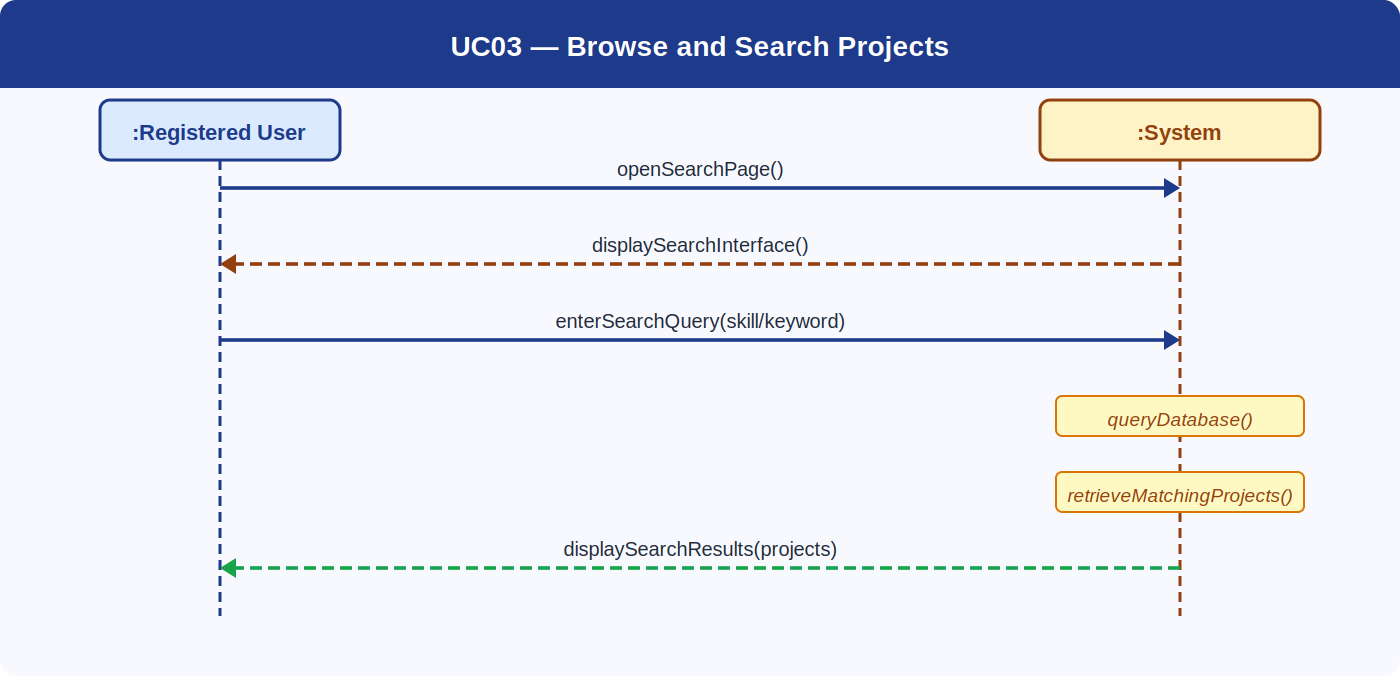 UC03 — Browse and Search Projects
:Registered User
:System
openSearchPage()
displaySearchInterface()
enterSearchQuery(skill/keyword)
queryDatabase()
retrieveMatchingProjects()
displaySearchResults(projects)